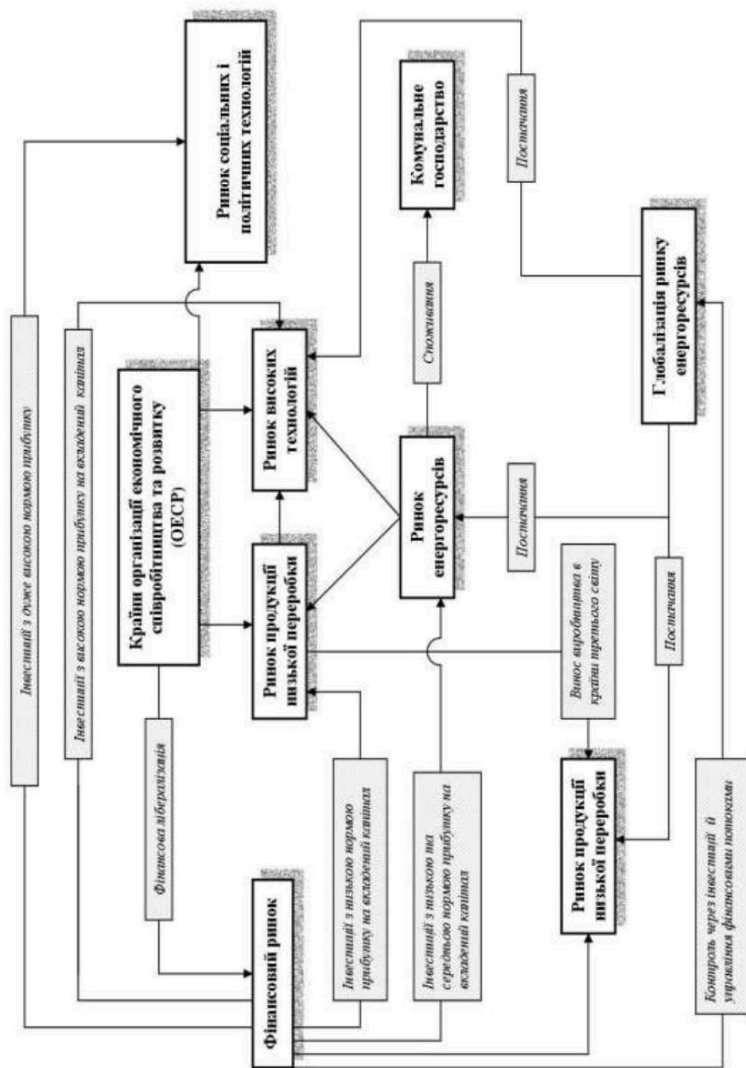 Інвестиції з дуже високою нормою прибутку
Інвестиції з високою нормою прибутку на вкладений капітал
Ринок соціальних і
політичних технологій
Країни організації економічного
співробітництва та розвитку
(ОЕСР)
Фінансова лібералізація
Фінансовий ринок
Ринок продукції
низької переробки
Ринок високих
технологій
Інвестиції з низькою нормою
прибутку на вкладений капітал
Інвестиції з низькою та
середньою нормою прибутку на
вкладений капітал
Ринок
енергоресурсів
Споживання
Комунальне
господарство
Постачання
Постачання
Винос виробництва в
країни третього світу
Ринок продукції
низької переробки
Постачання
Глобалізація ринку
енергоресурсів
Контроль через інвестиції й
управління фінансовими потоками